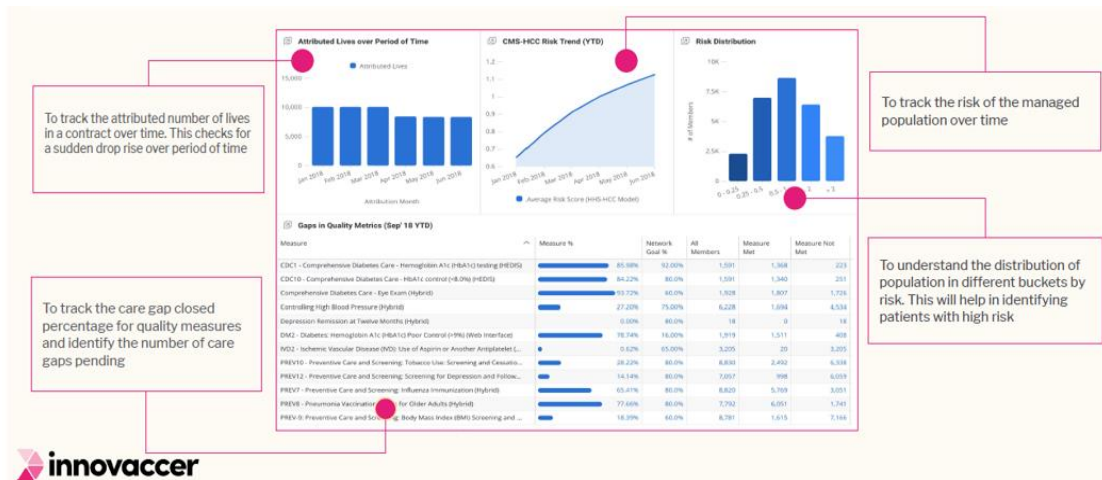 Attributed Lives over Period of Time
Attributed Lives
15,000
10,000
5,000
0
Jan 2018 Feb 2018 Mar 2018 Apr 2018 May 2018 Jun 2018
Attribution Month
CMS-HCC Risk Trend (YTD)
1.2
1.1
1
0.9
0.8
0.7
0.6
Jan 2018 Feb 2018 Mar 2018 Apr 2018 May 2018 Jun 2018
Average Risk Score (HHS-HCC Model)
Risk Distribution
# of Members
10K
7.5K
5K
2.5K
0
0 - 0.25 0.25 - 0.5 0.5 - 1
To track the attributed number of lives
in a contract over time. This checks for
a sudden drop rise over period of time
To track the risk of the managed
population over time
Gaps in Quality Metrics (Sep' 18 YTD)
Measure Measure % Network Goal % All Members Measure Met Measure Not Met
CDC1 - Comprehensive Diabetes Care - Hemoglobin A1c (HbA1c) testing (HEDIS) 85.98% 92.00% 1,591 1,368 223
CDC10 - Comprehensive Diabetes Care - HbA1c control (<8.0%) (HEDIS) 84.22% 80.0% 1,591 1,340 251
Comprehensive Diabetes Care - Eye Exam (Hybrid) 93.72% 80.0% 1,928 1,807
Controlling High Blood Pressure (Hybrid) 27.20% 75.00% 6,228 1,694 4,534
Depression Remission at Twelve Months (Hybrid) 0.00% 80.0% 18 0 18
DM2 - Diabetes: Hemoglobin A1c (HbA1c) Poor Control (>9%) (Web Interface) 78.74% 16.00% 1,919 1,511 408
IVD2 - Ischemic Vascular Disease (IVD): Use of Aspirin or Another Antiplatelet (... 0.62% 65.00% 3,205 20 3,205
PREV10 - Preventive Care and Screening: Tobacco Use: Screening and Cessatio... 28.22% 80.0% 8,830 2,492 6,338
PREV12 - Preventive Care and Screening: Screening for Depression and Follow... 14.14% 80.0% 7,057 998 6,059
PREV7 - Preventive Care and Screening: Influenza Immunization (Hybrid) 65.41% 80.0% 8,820 5,769 3,051
PREV8 - Pneumonia Vaccination for Older Adults (Hybrid) 77.66% 80.0% 7,792 6,051 1,741
PREV-9: Preventive Care and Screening: Body Mass Index (BMI) Screening and ... 18.39% 60.0% 8,781 1,615 7,166
To track the care gap closed
percentage for quality measures
and identify the number of care
gaps pending
To understand the distribution of
population in different buckets by
risk. This will help in identifying
patients with high risk
innovaccer